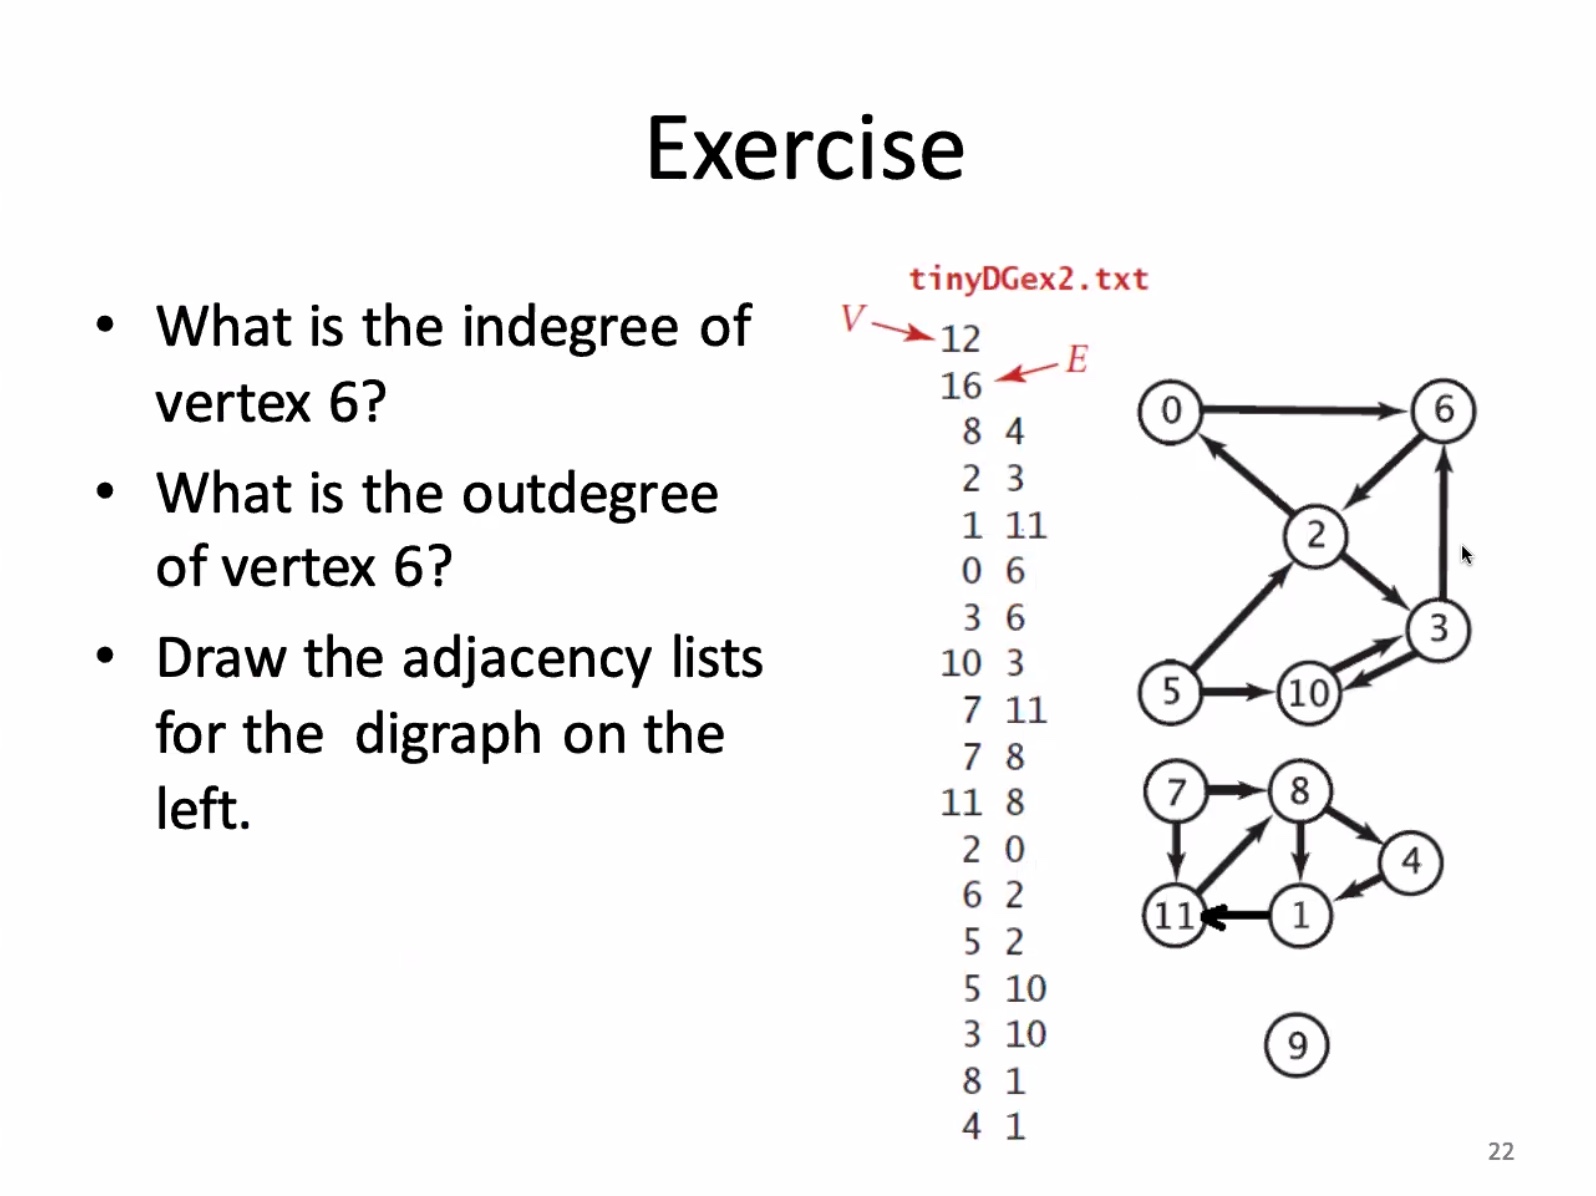 Exercise
• What is the indegree of
vertex 6?
• What is the outdegree
of vertex 6?
• Draw the adjacency lists
for the  digraph on the
left.
tinyDGex2.txt
V
12
E
16
8 4
2 3
1 11
0 6
3 6
10 3
7 11
7 8
11 8
2 0
6 2
5 2
5 10
3 10
8 1
4 1
0 6
2
3
5 10
7 8
4
11 1
9
22